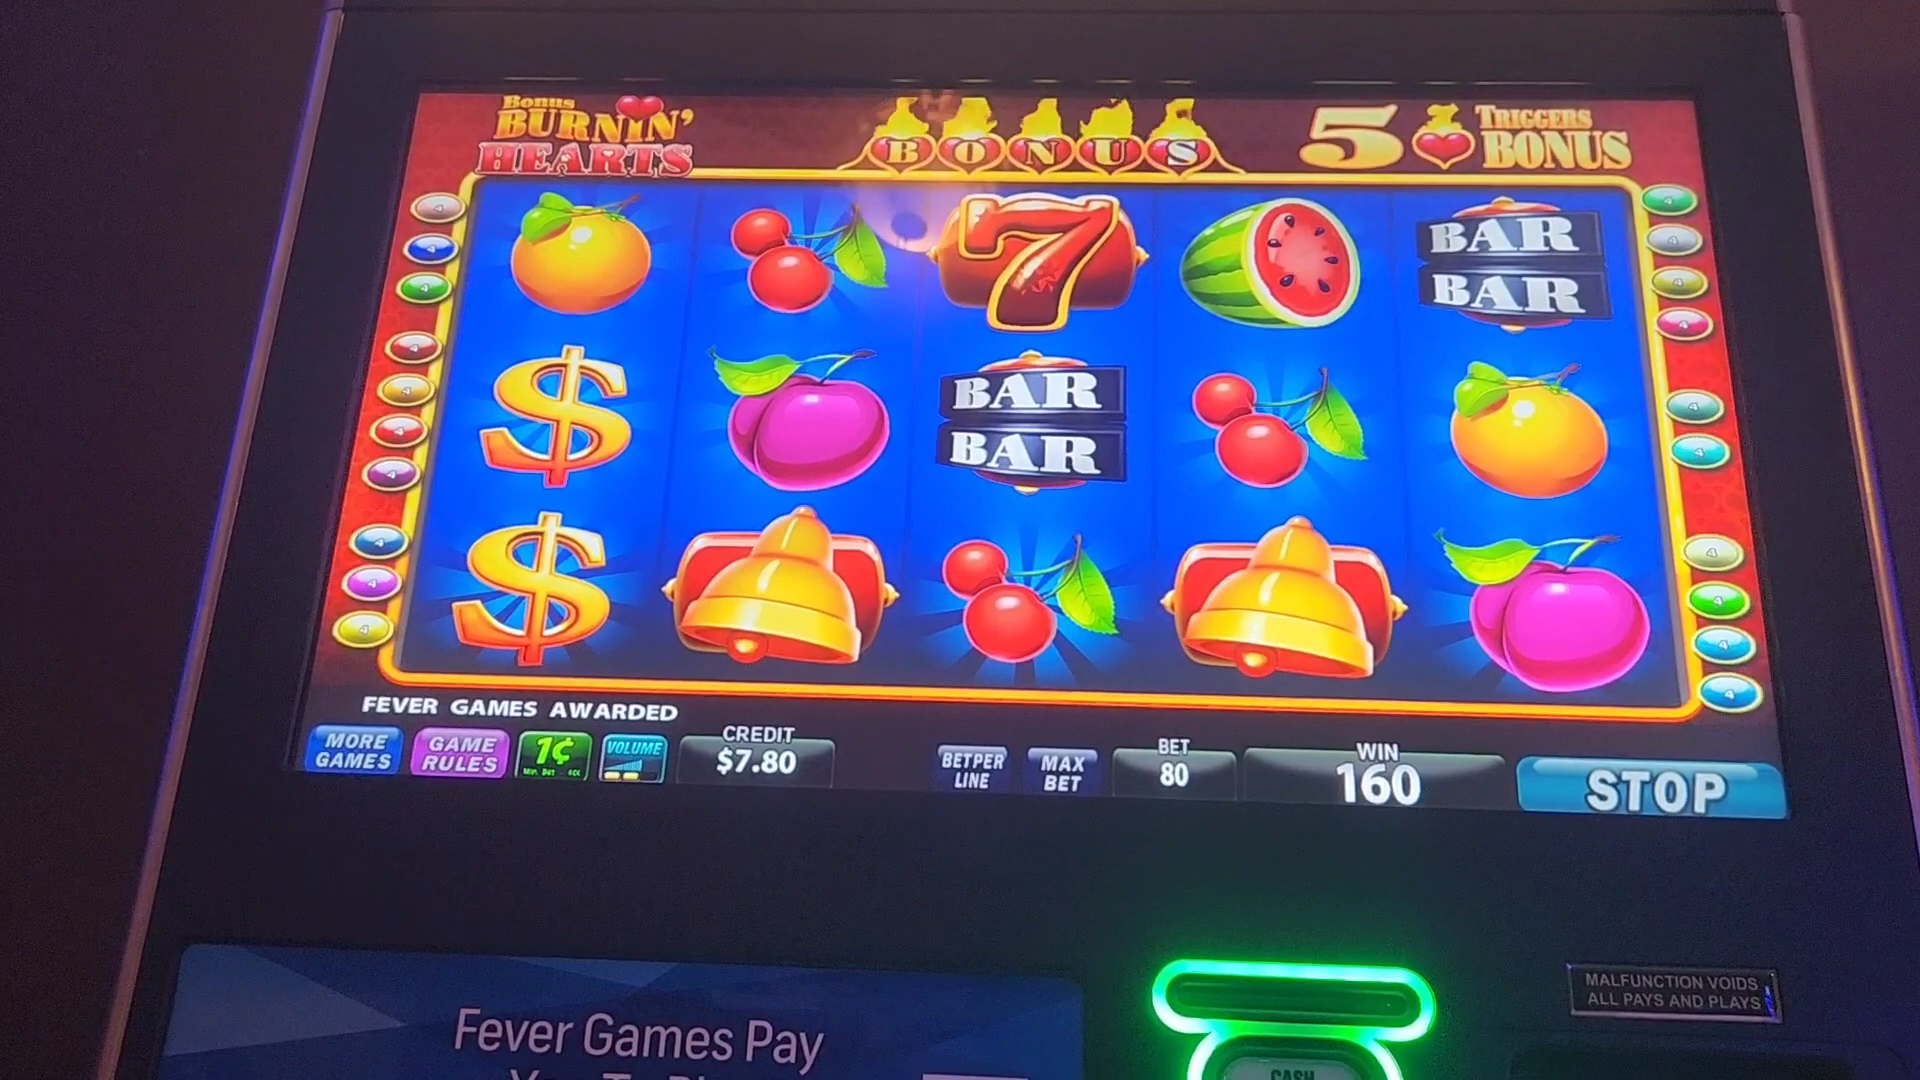 Bonus
BURNIN'
HEARTS
BONUS
5 TRIGGERS
BONUS
7
BAR
BAR
$
BAR
BAR
$
FEVER GAMES AWARDED
MORE
GAMES
GAME
RULES
1¢
VOLUME
CREDIT
$7.80
BETPER
LINE
MAX
BET
BET
80
WIN
160
STOP
MALFUNCTION VOIDS
ALL PAYS AND PLAYS
Fever Games Pay
CASH